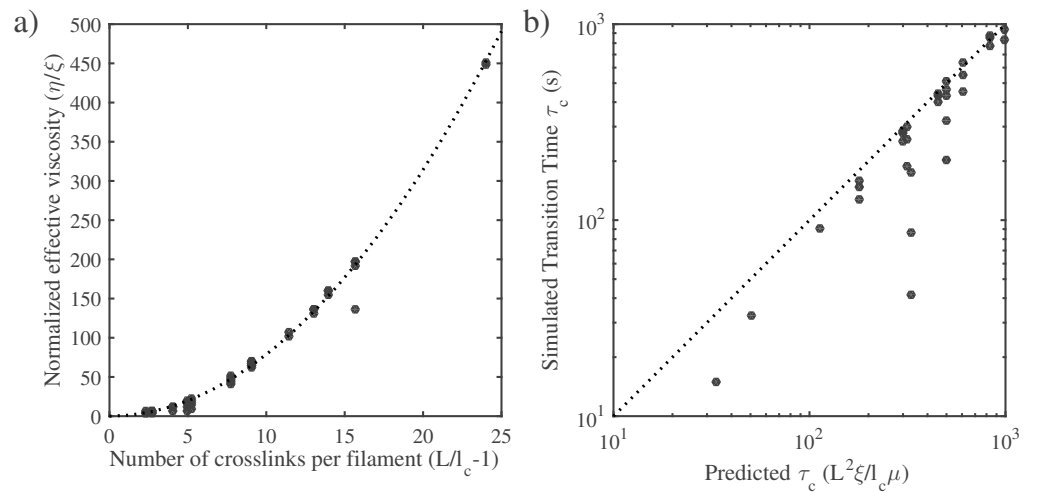 a)
Normalized effective viscosity (η/ξ)
500
450
400
350
300
250
200
150
100
50
0
0 5 10 15 20 25
Number of crosslinks per filament (L/l_c-1)
b)
Simulated Transition Time τ_c (s)
10^3
10^2
10^1
10^1 10^2 10^3
Predicted τ_c (L^2ξ/l_cμ)